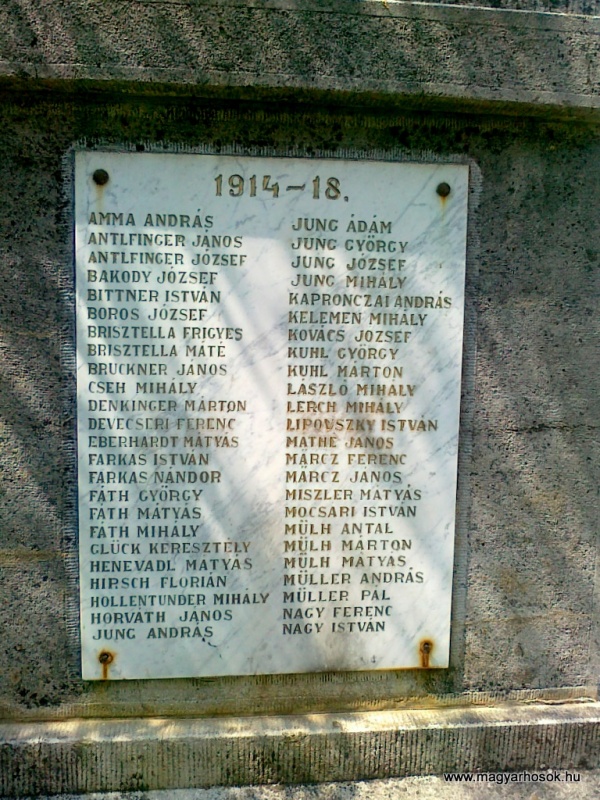 1914-18.
AMMA ANDRÁS
ANTLFINGER JÁNOS
ANTLFINGER JÓZSEF
BAKODY JÓZSEF
BITTNER ISTVÁN
BOROS JÓZSEF
BRISZTELLA FRIGYES
BRISZTELLA MÁTÉ
BRUCKNER JÁNOS
CSEH MIHÁLY
DENKINGER MÁRTON
DEVECSERI FERENC
EBERHARDT MÁTYÁS
FARKAS ISTVÁN
FARKAS NÁNDOR
FÁTH GYÖRGY
FÁTH MÁTYÁS
FÁTH MIHÁLY
GLÜCK KERESZTÉLY
HENEVADL MÁTYÁS
HIRSCH FLORIÁN
HOLLENTUNDER MIHÁLY
HORVÁTH JÁNOS
JUNG ANDRÁS
JUNG ÁDÁM
JUNG GYÖRGY
JUNG JÓZSEF
JUNG MIHÁLY
KAPRONCZAI ANDRÁS
KELEMEN MIHÁLY
KOVÁCS JÓZSEF
KUHL GYÖRGY
KUHL MÁRTON
LÁSZLÓ MIHÁLY
LERCH MIHÁLY
LIPOVSZKY ISTVÁN
MÁTHÉ JÁNOS
MÁRCZ FERENC
MÁRCZ JÁNOS
MISZLER MÁTYÁS
MOCSARI ISTVÁN
MÜLH ANTAL
MÜLH MÁRTON
MÜLH MÁTYÁS
MÜLLER ANDRÁS
MÜLLER PÁL
NAGY FERENC
NAGY ISTVÁN
www.magyarhosok.hu